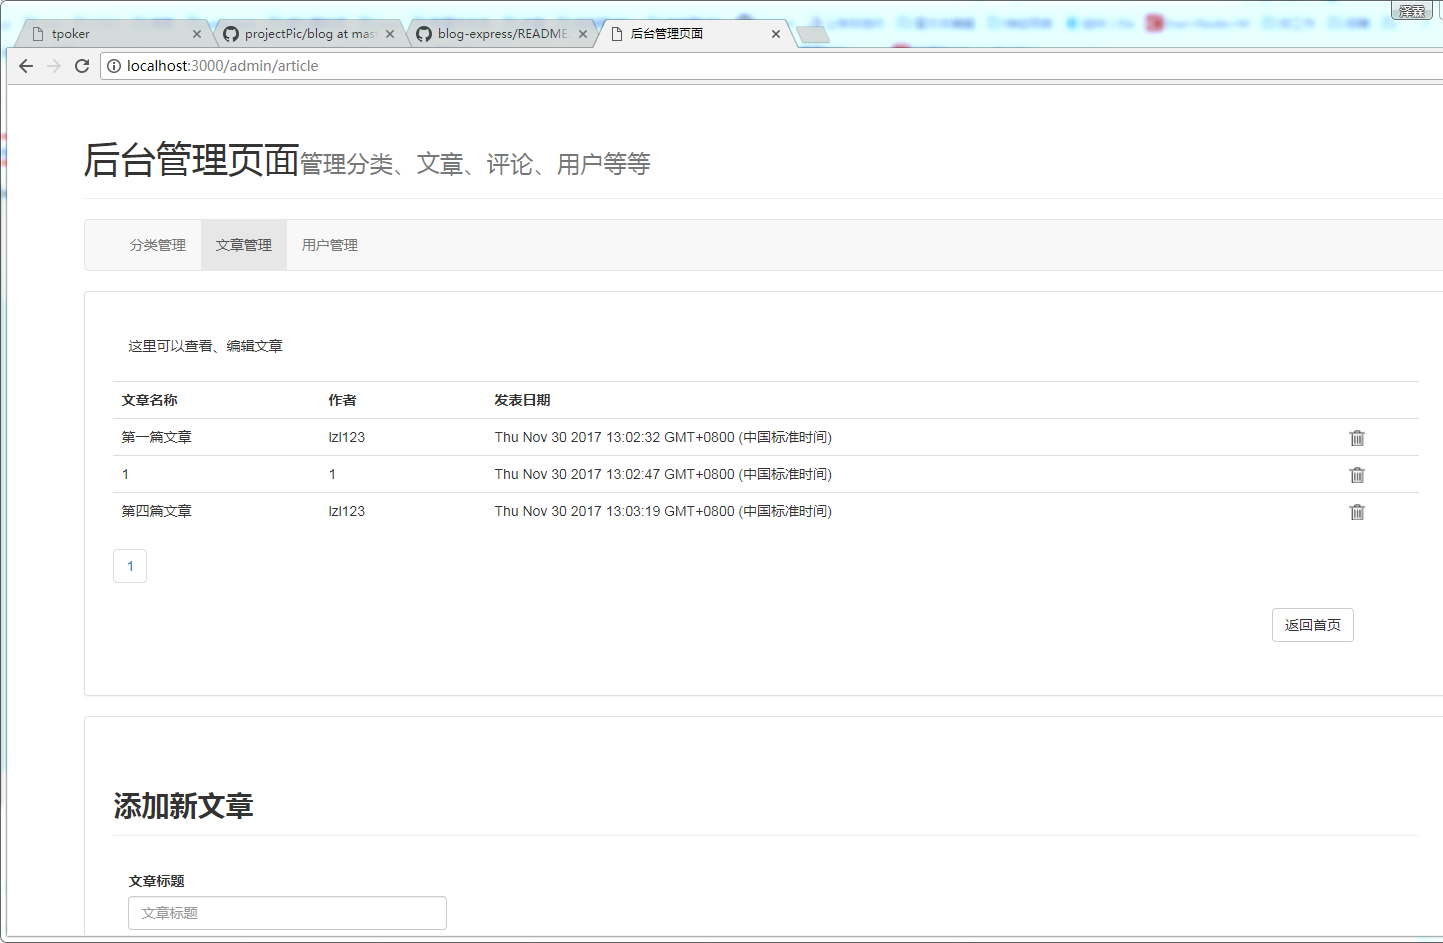 泽霖
tpoker
projectPic/blog at mas
blog-express/README.
后台管理页面
localhost:3000/admin/article
后台管理页面管理分类、文章、评论、用户等等
分类管理 文章管理 用户管理
这里可以查看、编辑文章
文章名称 作者 发表日期
第一篇文章 lzl123 Thu Nov 30 2017 13:02:32 GMT+0800 (中国标准时间)
1 1 Thu Nov 30 2017 13:02:47 GMT+0800 (中国标准时间)
第四篇文章 lzl123 Thu Nov 30 2017 13:03:19 GMT+0800 (中国标准时间)
1
返回首页
添加新文章
文章标题
文章标题